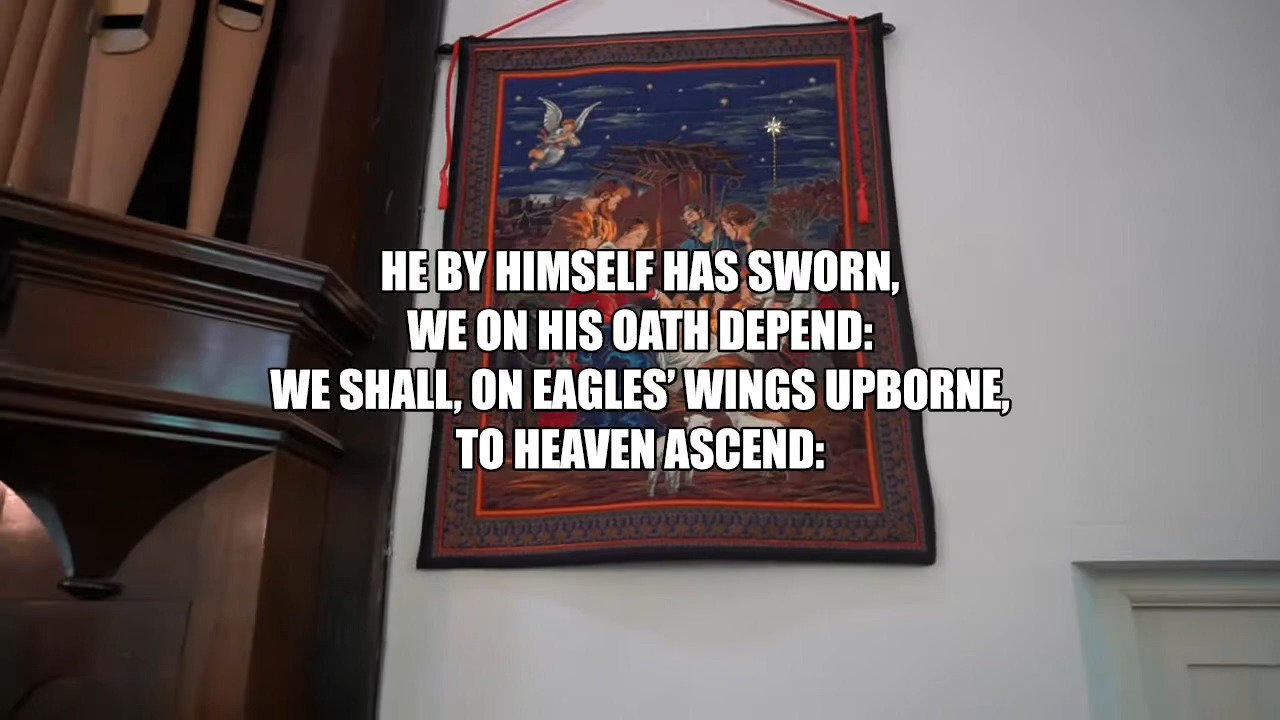 HE BY HIMSELF HAS SWORN,
WE ON HIS OATH DEPEND:
WE SHALL, ON EAGLES’ WINGS UPBORNE,
TO HEAVEN ASCEND: